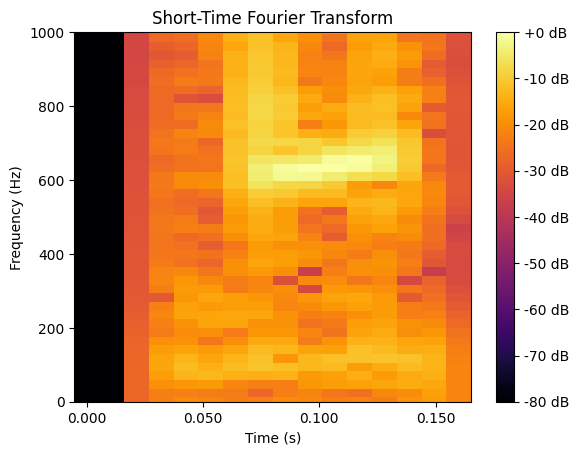 Short-Time Fourier Transform
1000
800
600
400
200
0
Frequency (Hz)
0.000
0.050
0.100
0.150
Time (s)
+0 dB
-10 dB
-20 dB
-30 dB
-40 dB
-50 dB
-60 dB
-70 dB
-80 dB